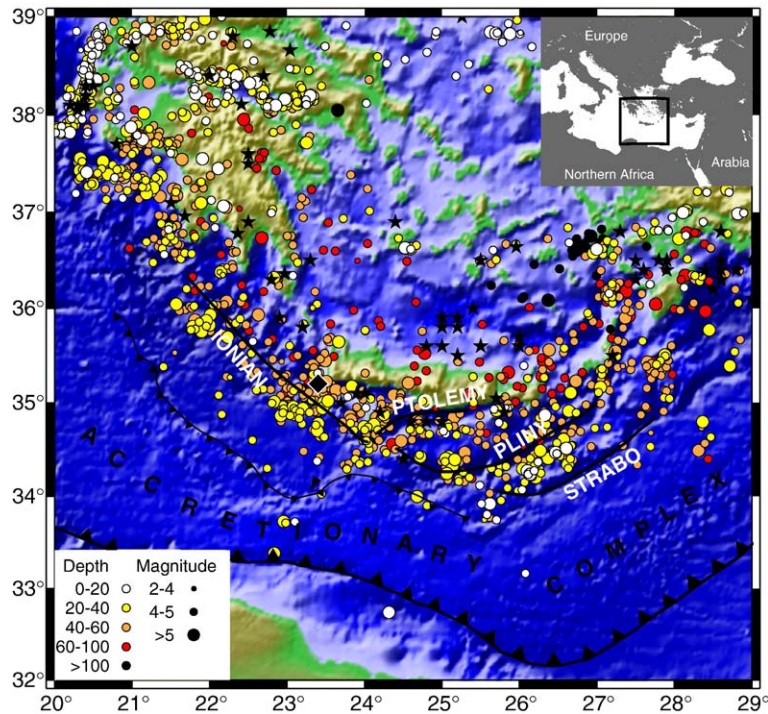 39°
38°
37°
36°
35°
34°
33°
32°
Europe
Northern Africa
Arabia
IONIAN
PTOLEMY
PLINY
STRABO
ACCRETIONARY COMPLEX
Depth Magnitude
0-20 2-4
20-40 4-5
40-60 >5
60-100
>100
20° 21° 22° 23° 24° 25° 26° 27° 28° 29°